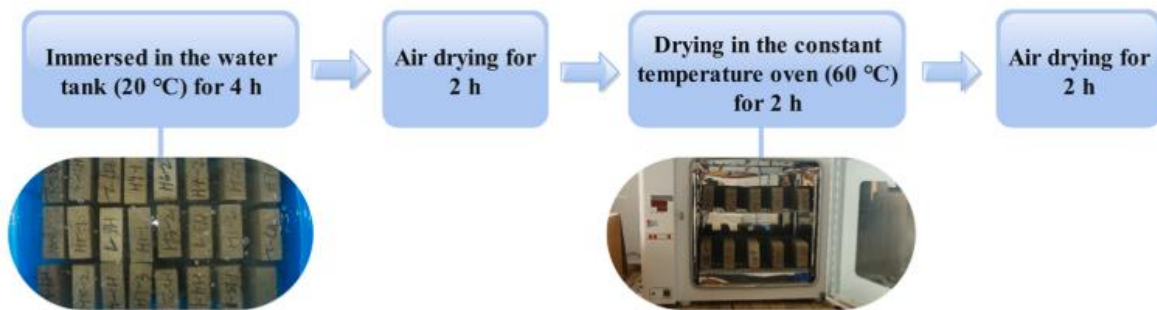 Immersed in the water
tank (20 °C) for 4 h
Air drying for
2 h
Drying in the constant
temperature oven (60 °C)
for 2 h
Air drying for
2 h